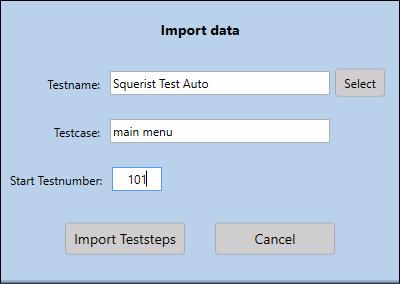 Import data
Testname: Squerist Test Auto Select
Testcase: main menu
Start Testnumber: 101
Import Teststeps Cancel